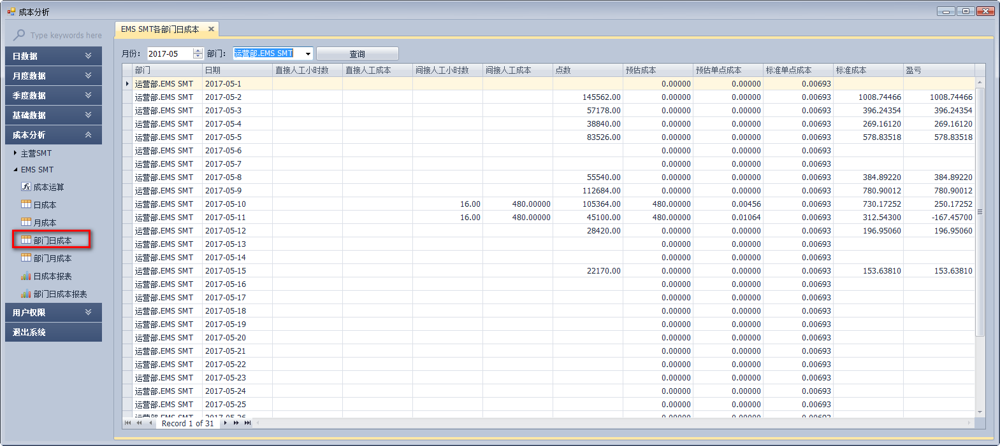 成本分析
Type keywords here
日数据
月度数据
季度数据
基础数据
成本分析
主营SMT
EMS SMT
成本运算
日成本
月成本
部门日成本
部门月成本
日成本报表
部门日成本报表
用户权限
退出系统
EMS SMT各部门日成本
月份: 2017-05 部门: 运营部.EMS SMT 查询
部门 日期 直接人工小时数 直接人工成本 间接人工小时数 间接人工成本 点数 预估成本 预估单点成本 标准单点成本 标准成本 盈亏
运营部.EMS SMT 2017-05-1 0.00000 0.00000 0.00693
运营部.EMS SMT 2017-05-2 145562.00 0.00000 0.00000 0.00693 1008.74466 1008.74466
运营部.EMS SMT 2017-05-3 57178.00 0.00000 0.00000 0.00693 396.24354 396.24354
运营部.EMS SMT 2017-05-4 38840.00 0.00000 0.00000 0.00693 269.16120 269.16120
运营部.EMS SMT 2017-05-5 83526.00 0.00000 0.00000 0.00693 578.83518 578.83518
运营部.EMS SMT 2017-05-6 0.00000 0.00000 0.00693
运营部.EMS SMT 2017-05-7 0.00000 0.00000 0.00693
运营部.EMS SMT 2017-05-8 55540.00 0.00000 0.00000 0.00693 384.89220 384.89220
运营部.EMS SMT 2017-05-9 112684.00 0.00000 0.00000 0.00693 780.90012 780.90012
运营部.EMS SMT 2017-05-10 16.00 480.00000 105364.00 480.00000 0.00456 0.00693 730.17252 250.17252
运营部.EMS SMT 2017-05-11 16.00 480.00000 45100.00 480.00000 0.01064 0.00693 312.54300 -167.45700
运营部.EMS SMT 2017-05-12 28420.00 0.00000 0.00000 0.00693 196.95060 196.95060
运营部.EMS SMT 2017-05-13 0.00000 0.00000 0.00693
运营部.EMS SMT 2017-05-14 0.00000 0.00000 0.00693
运营部.EMS SMT 2017-05-15 22170.00 0.00000 0.00000 0.00693 153.63810 153.63810
运营部.EMS SMT 2017-05-16 0.00000 0.00000 0.00693
运营部.EMS SMT 2017-05-17 0.00000 0.00000 0.00693
运营部.EMS SMT 2017-05-18 0.00000 0.00000 0.00693
运营部.EMS SMT 2017-05-19 0.00000 0.00000 0.00693
运营部.EMS SMT 2017-05-20 0.00000 0.00000 0.00693
运营部.EMS SMT 2017-05-21 0.00000 0.00000 0.00693
运营部.EMS SMT 2017-05-22 0.00000 0.00000 0.00693
运营部.EMS SMT 2017-05-23 0.00000 0.00000 0.00693
运营部.EMS SMT 2017-05-24 0.00000 0.00000 0.00693
运营部.EMS SMT 2017-05-25 0.00000 0.00000 0.00693
运营部.EMS SMT 2017-05-26 0.00000 0.00000 0.00693
Record 1 of 31